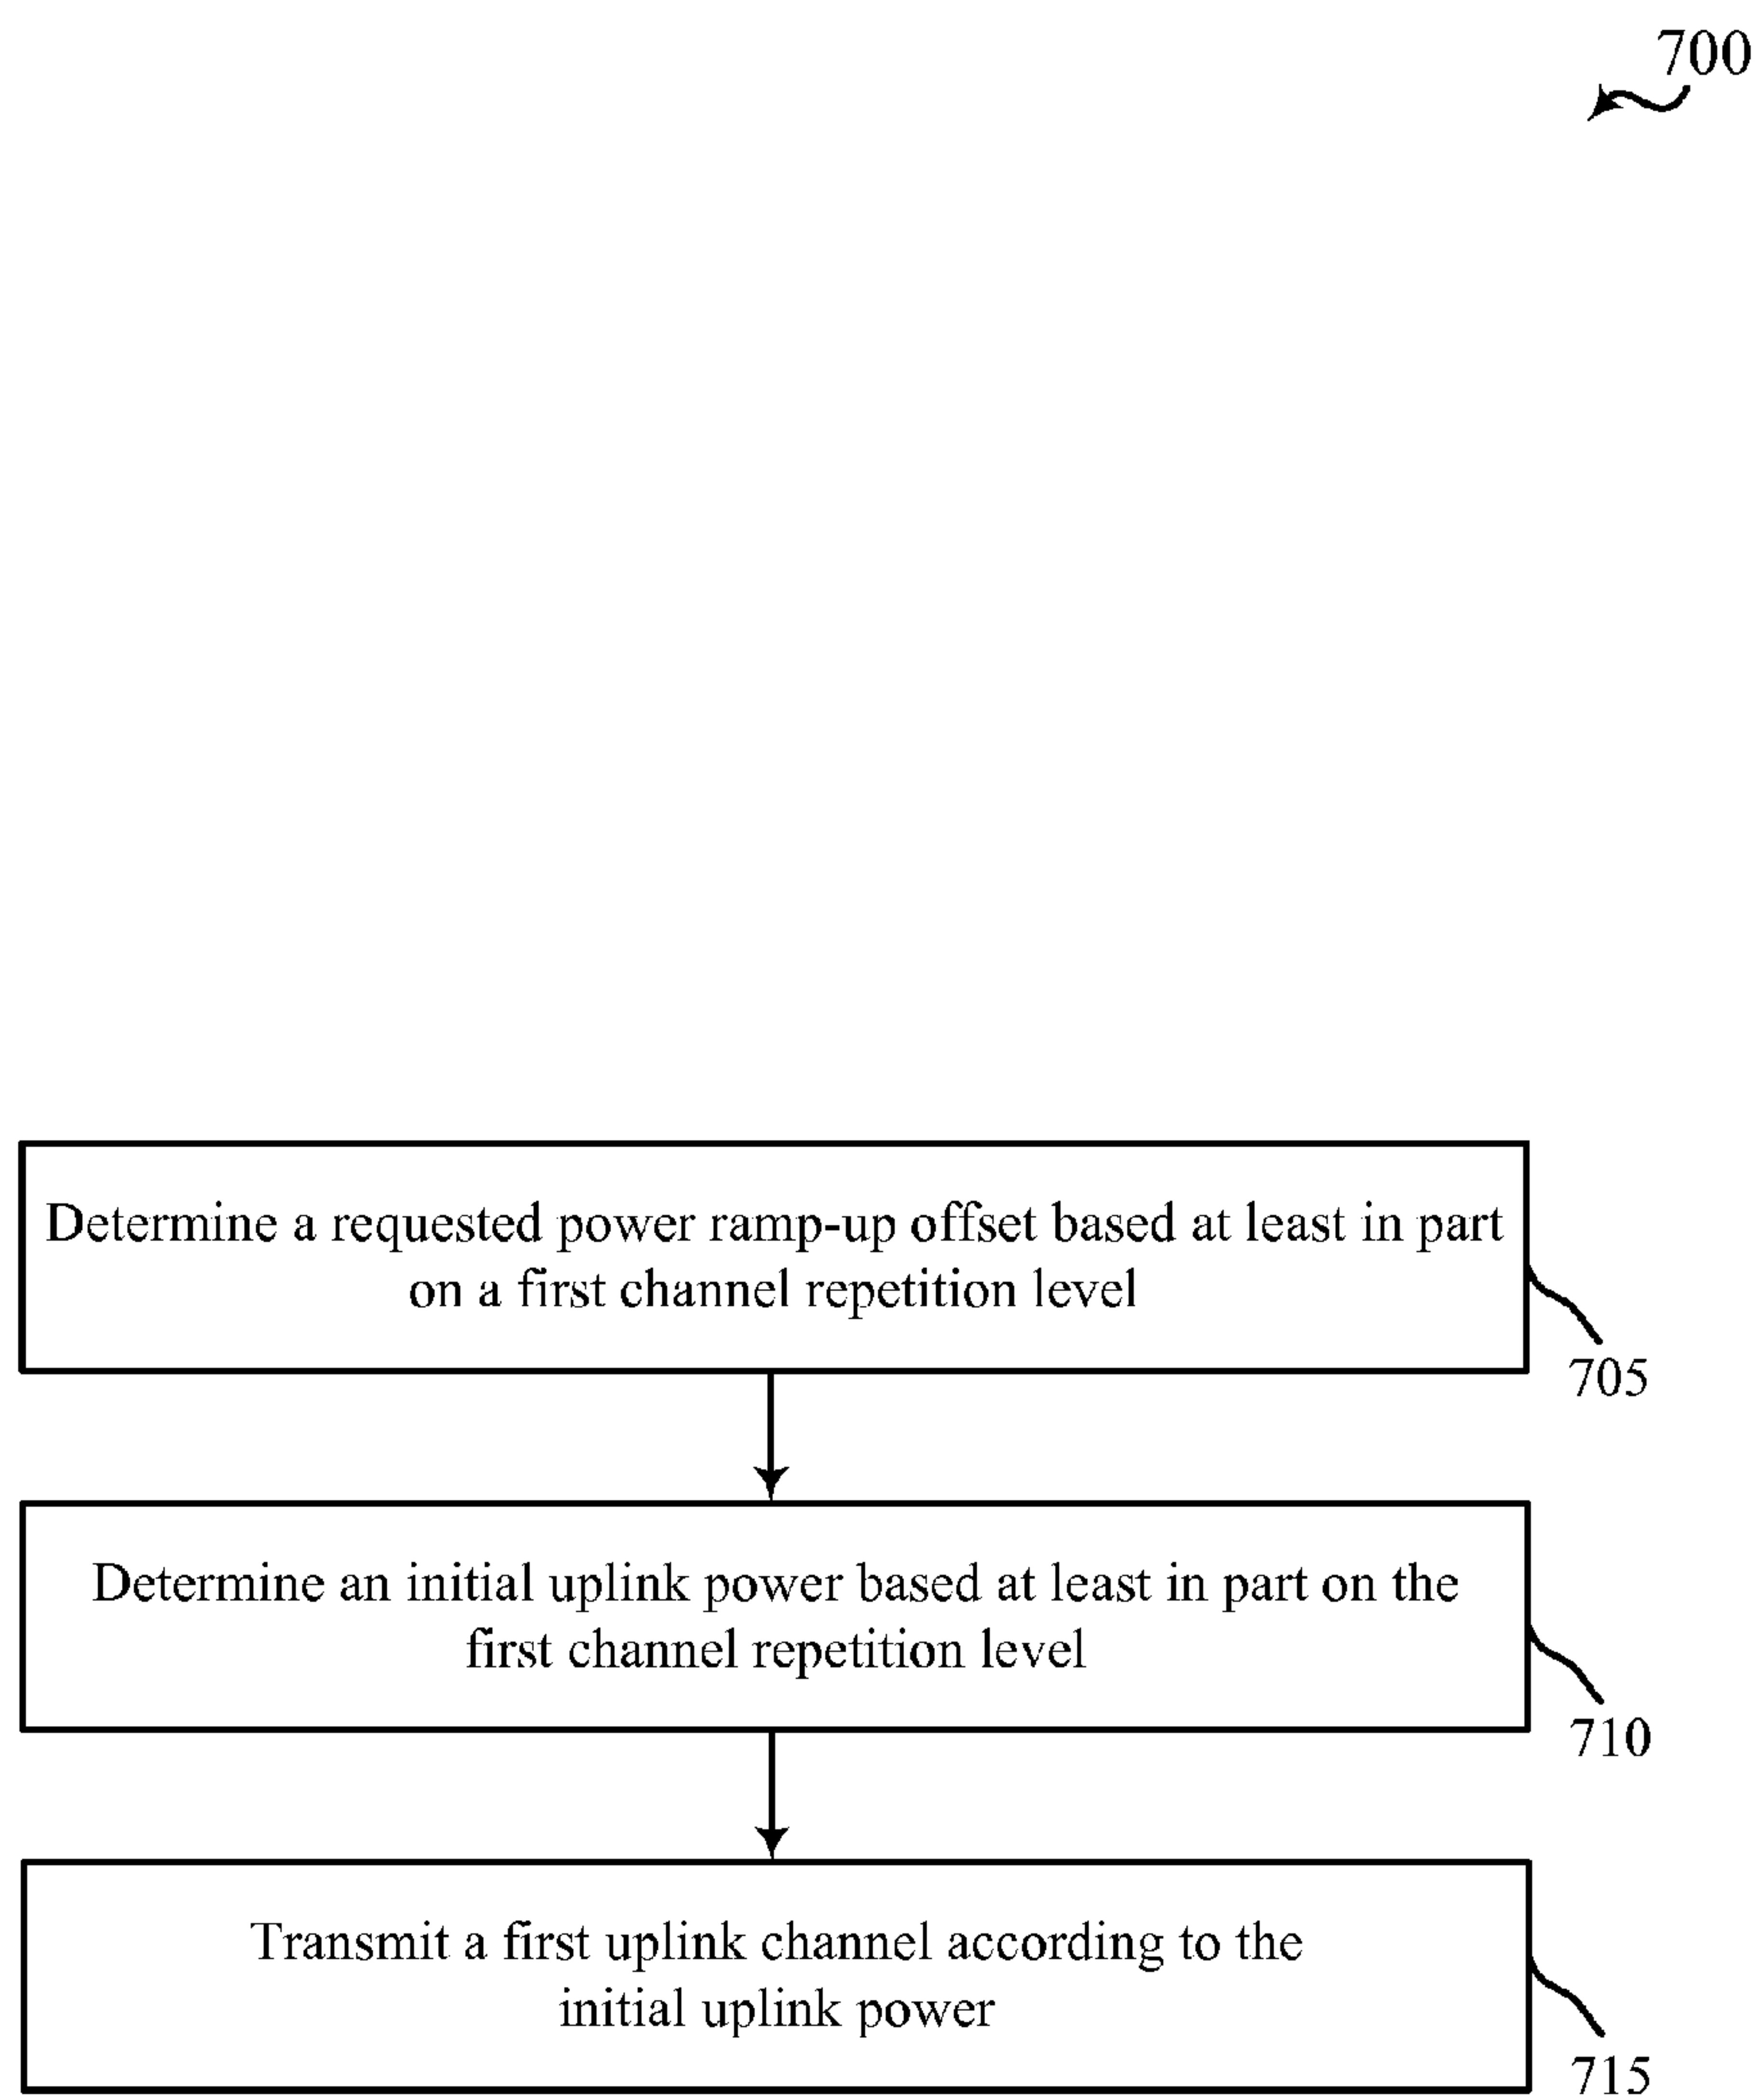 700
Determine a requested power ramp-up offset based at least in part
on a first channel repetition level
705
Determine an initial uplink power based at least in part on the
first channel repetition level
710
Transmit a first uplink channel according to the
initial uplink power
715